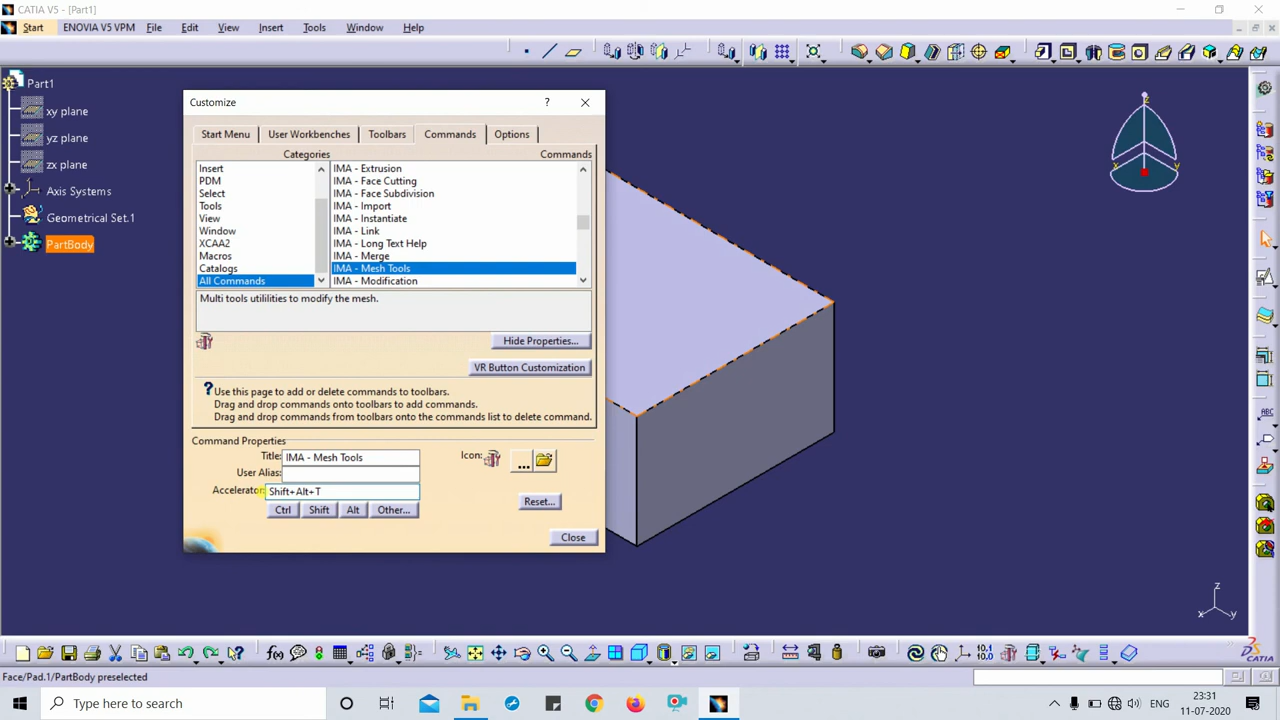 CATIA V5 - [Part1]
Start ENOVIA V5 VPM File Edit View Insert Tools Window Help
Part1
xy plane
yz plane
zx plane
Axis Systems
Geometrical Set.1
PartBody
Customize ?
Start Menu User Workbenches Toolbars Commands Options
Categories Commands
Insert
PDM
Select
Tools
View
Window
XCAA2
Macros
Catalogs
All Commands
IMA - Extrusion
IMA - Face Cutting
IMA - Face Subdivision
IMA - Import
IMA - Instantiate
IMA - Link
IMA - Long Text Help
IMA - Merge
IMA - Mesh Tools
IMA - Modification
Multi tools utililities to modify the mesh.
Hide Properties...
VR Button Customization
?Use this page to add or delete commands to toolbars.
Drag and drop commands onto toolbars to add commands.
Drag and drop commands from toolbars onto the commands list to delete command.
Command Properties
Title: IMA - Mesh Tools Icon: ...
User Alias:
Accelerator: Shift+Alt+T
Ctrl Shift Alt Other... Reset...
Close
z
x y
ABC
f(x) 10.1 10,0
CATIA
Face/Pad.1/PartBody preselected
Type here to search
ENG
23:31
11-07-2020